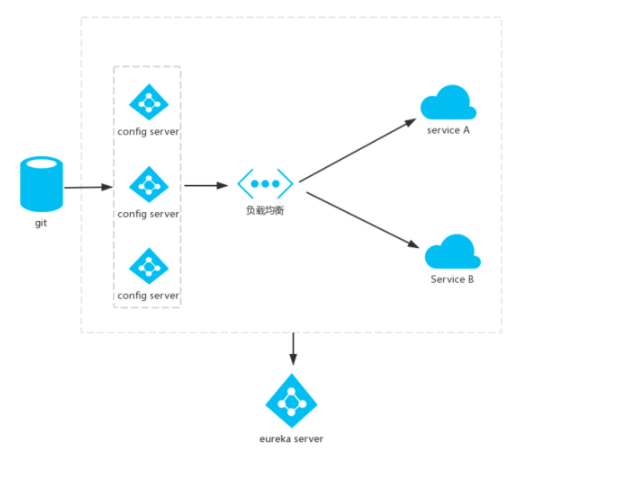 config server
service A
config server
负载均衡
git
Service B
config server
eureka server